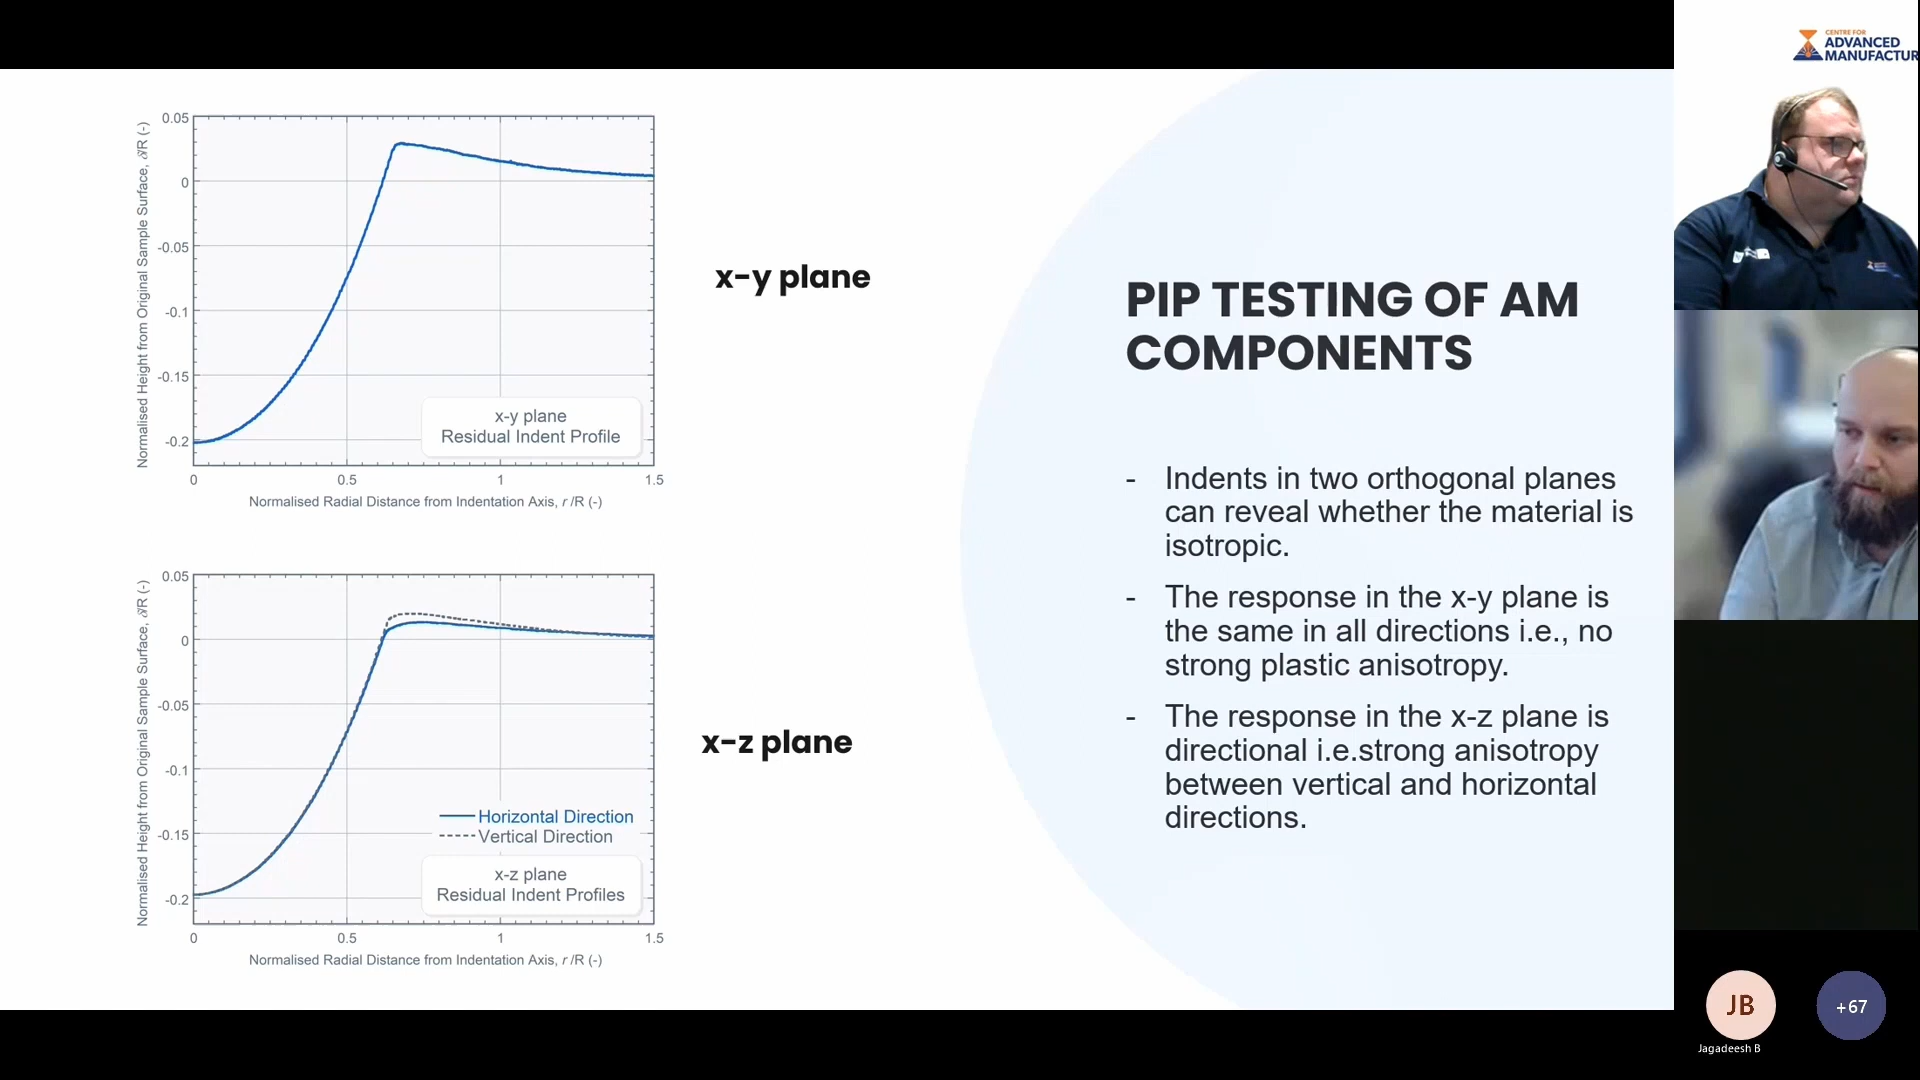 0.05
0
-0.05
-0.1
-0.15
-0.2
Normalised Height from Original Sample Surface, δ/R (-)
x-y plane
Residual Indent Profile
0 0.5 1 1.5
Normalised Radial Distance from Indentation Axis, r/R (-)
x-y plane
0.05
0
-0.05
-0.1
-0.15
-0.2
Normalised Height from Original Sample Surface, δ/R (-)
Horizontal Direction
Vertical Direction
x-z plane
Residual Indent Profiles
0 0.5 1 1.5
Normalised Radial Distance from Indentation Axis, r/R (-)
x-z plane
PIP TESTING OF AM
COMPONENTS
- Indents in two orthogonal planes
can reveal whether the material is
isotropic.
- The response in the x-y plane is
the same in all directions i.e., no
strong plastic anisotropy.
- The response in the x-z plane is
directional i.e.strong anisotropy
between vertical and horizontal
directions.
CENTRE FOR
ADVANCED
MANUFACTUR
JB
Jagadeesh B
+67